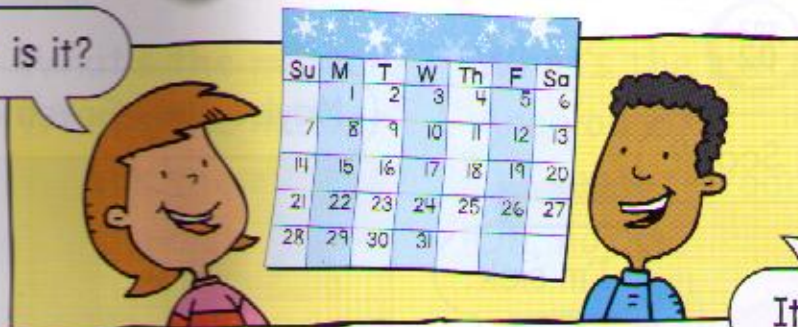 is it?
Su M T W Th F Sa
1 2 3 4 5 6
7 8 9 10 11 12 13
14 15 16 17 18 19 20
21 22 23 24 25 26 27
28 29 30 31
It